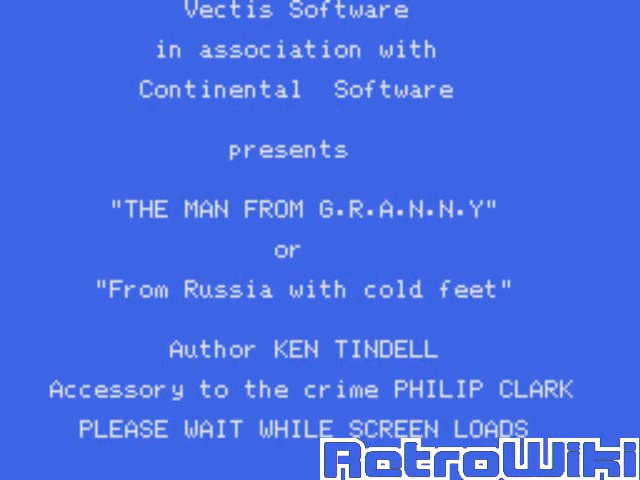 Vectis Software
in association with
Continental  Software
presents
"THE MAN FROM G.R.A.N.N.Y"
or
"From Russia with cold feet"
Author KEN TINDELL
Accessory to the crime PHILIP CLARK
PLEASE WAIT WHILE SCREEN LOADS
RetroWiki